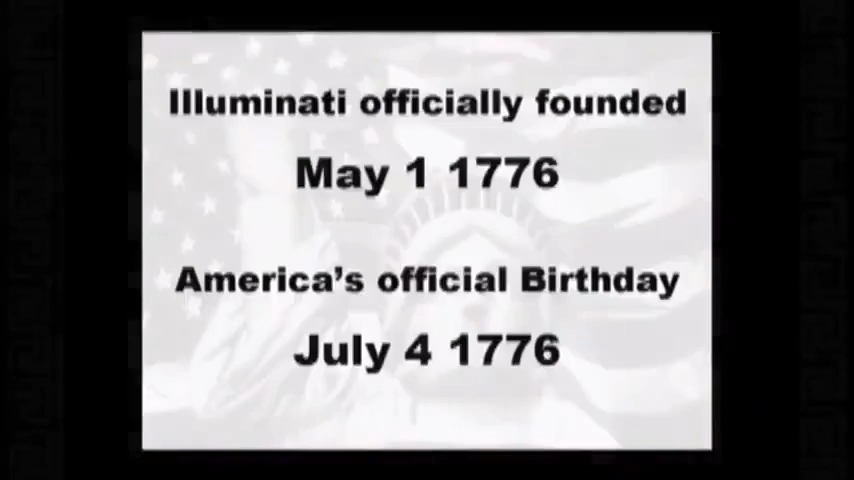 Illuminati officially founded
May 1 1776
America's official Birthday
July 4 1776